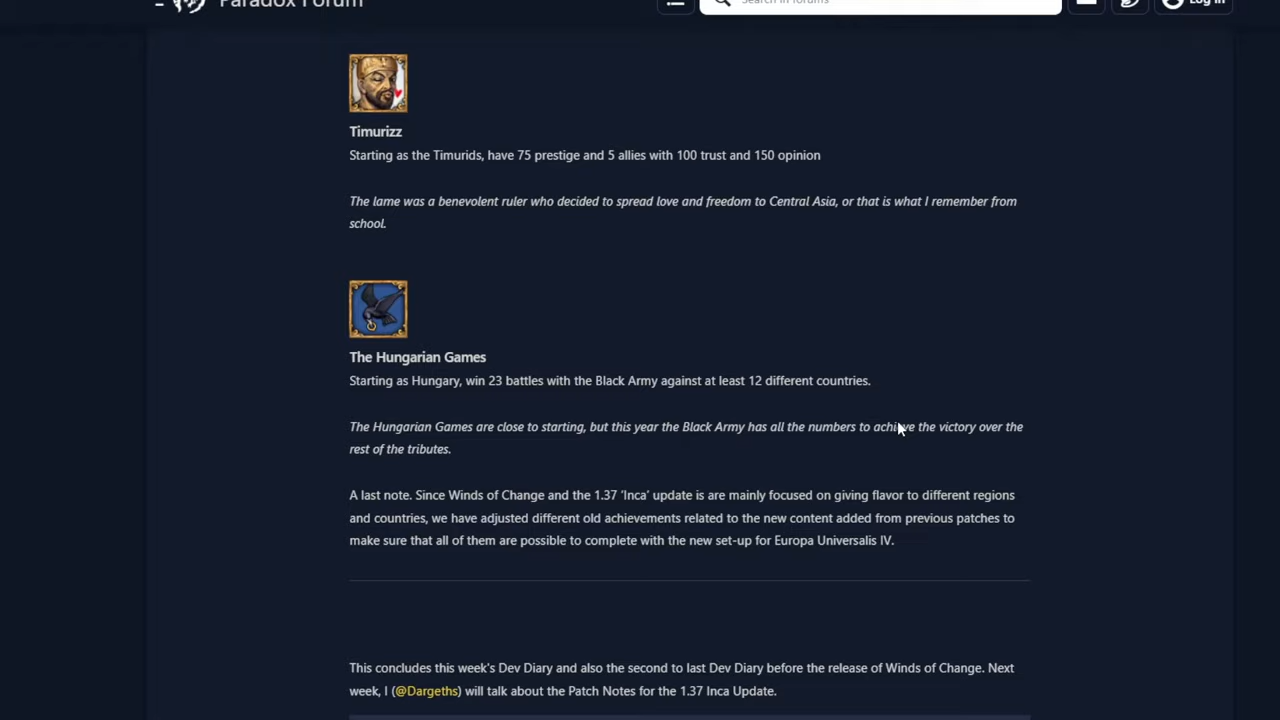 Paradox Forum
Search in forums
Log in
Timurizz
Starting as the Timurids, have 75 prestige and 5 allies with 100 trust and 150 opinion
The lame was a benevolent ruler who decided to spread love and freedom to Central Asia, or that is what I remember from
school.
The Hungarian Games
Starting as Hungary, win 23 battles with the Black Army against at least 12 different countries.
The Hungarian Games are close to starting, but this year the Black Army has all the numbers to achieve the victory over the
rest of the tributes.
A last note. Since Winds of Change and the 1.37 ‘Inca’ update is are mainly focused on giving flavor to different regions
and countries, we have adjusted different old achievements related to the new content added from previous patches to
make sure that all of them are possible to complete with the new set-up for Europa Universalis IV.
This concludes this week's Dev Diary and also the second to last Dev Diary before the release of Winds of Change. Next
week, I (@Dargeths) will talk about the Patch Notes for the 1.37 Inca Update.